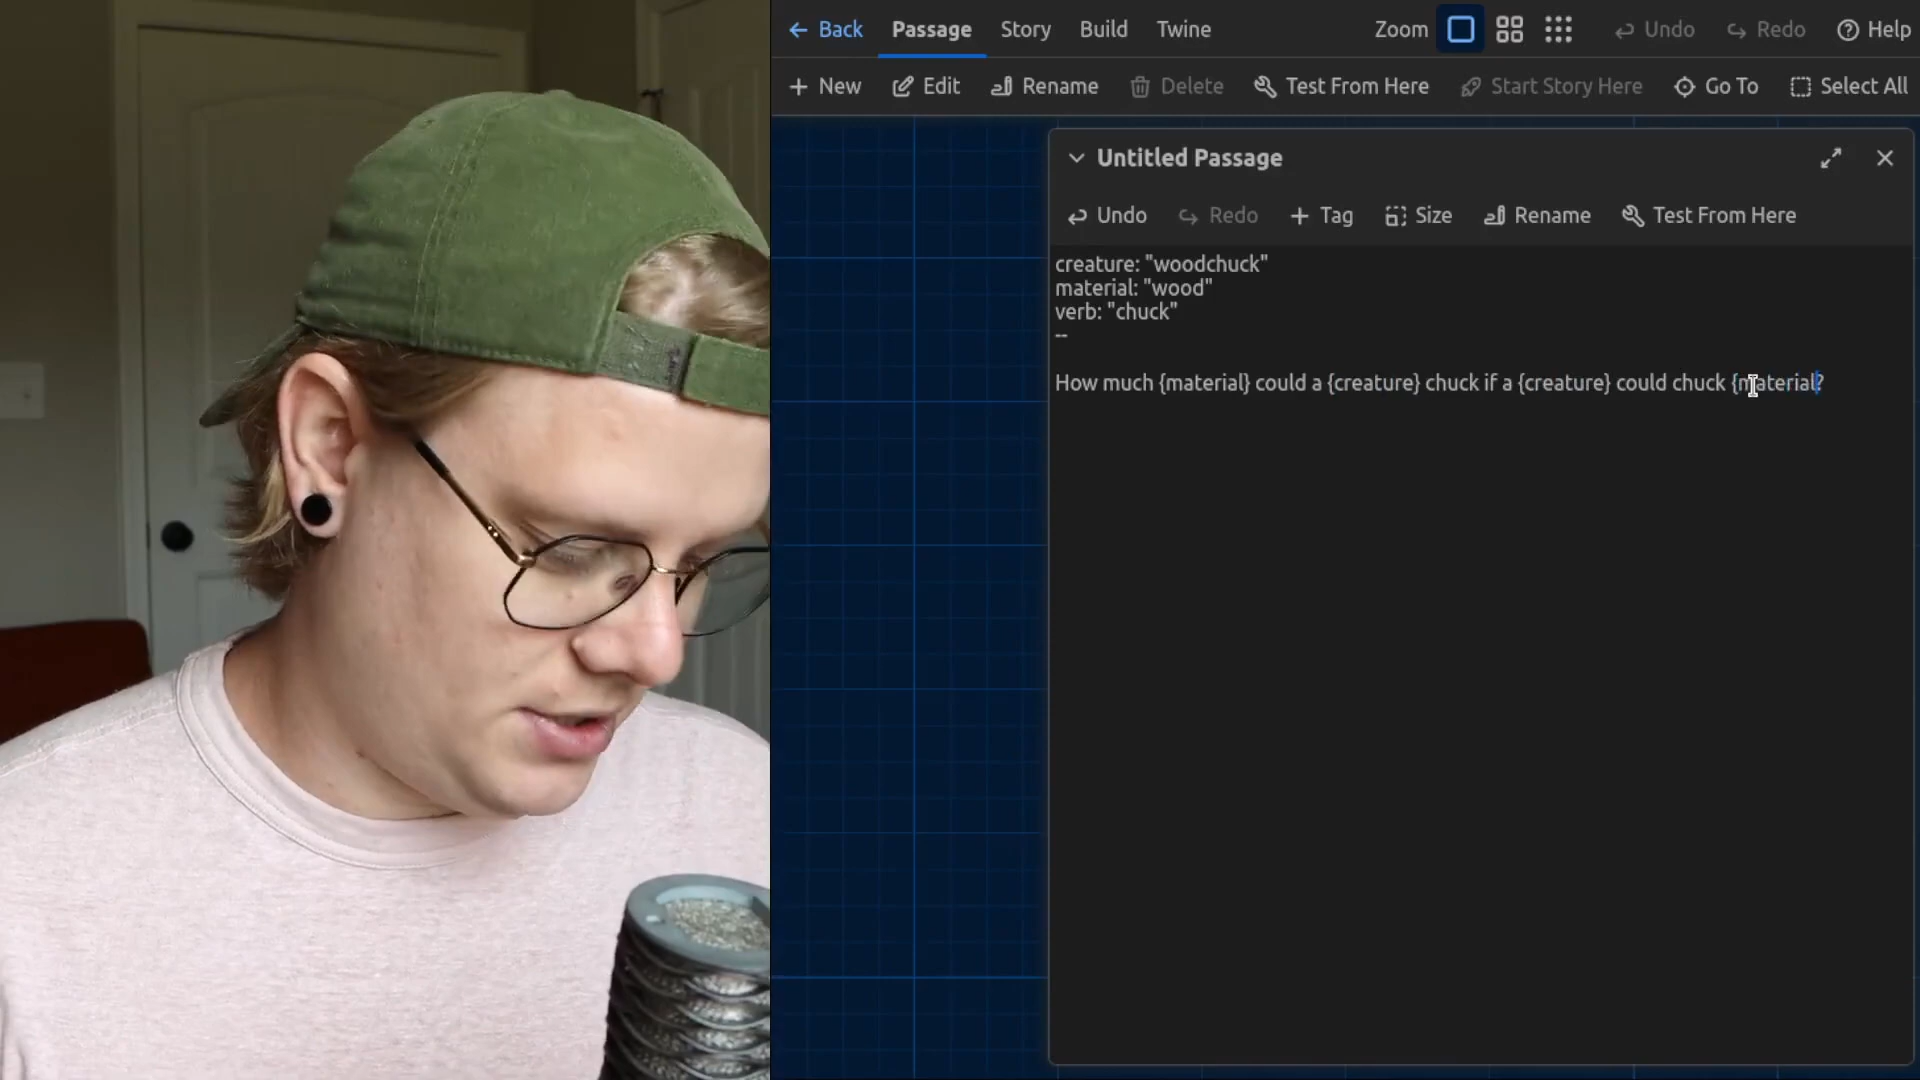 Back Passage Story Build Twine Zoom Undo Redo Help
New Edit Rename Delete Test From Here Start Story Here Go To Select All
Untitled Passage
Undo Redo Tag Size Rename Test From Here
creature: "woodchuck"
material: "wood"
verb: "chuck"
--
How much {material} could a {creature} chuck if a {creature} could chuck {material?